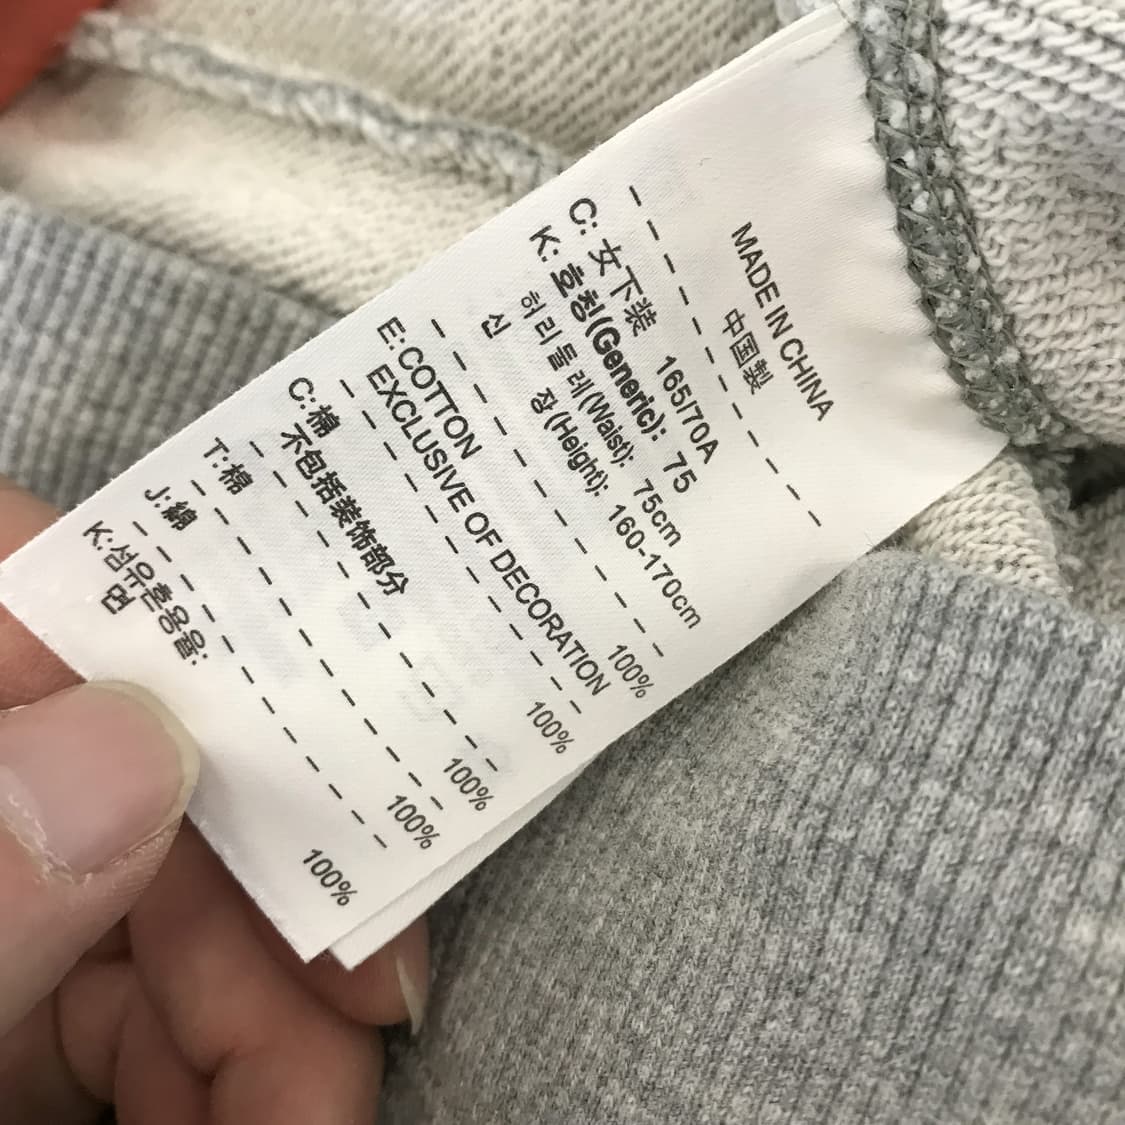 MADE IN CHINA
中国製
C: 女下装 165/70A
K: 호칭(Generic): 75
허리둘레(Waist): 75cm
신장(Height): 160-170cm
E: COTTON 100%
EXCLUSIVE OF DECORATION
C: 棉 100%
不包括装饰部分
T: 棉 100%
J: 綿 100%
K: 섬유혼용율:
면 100%